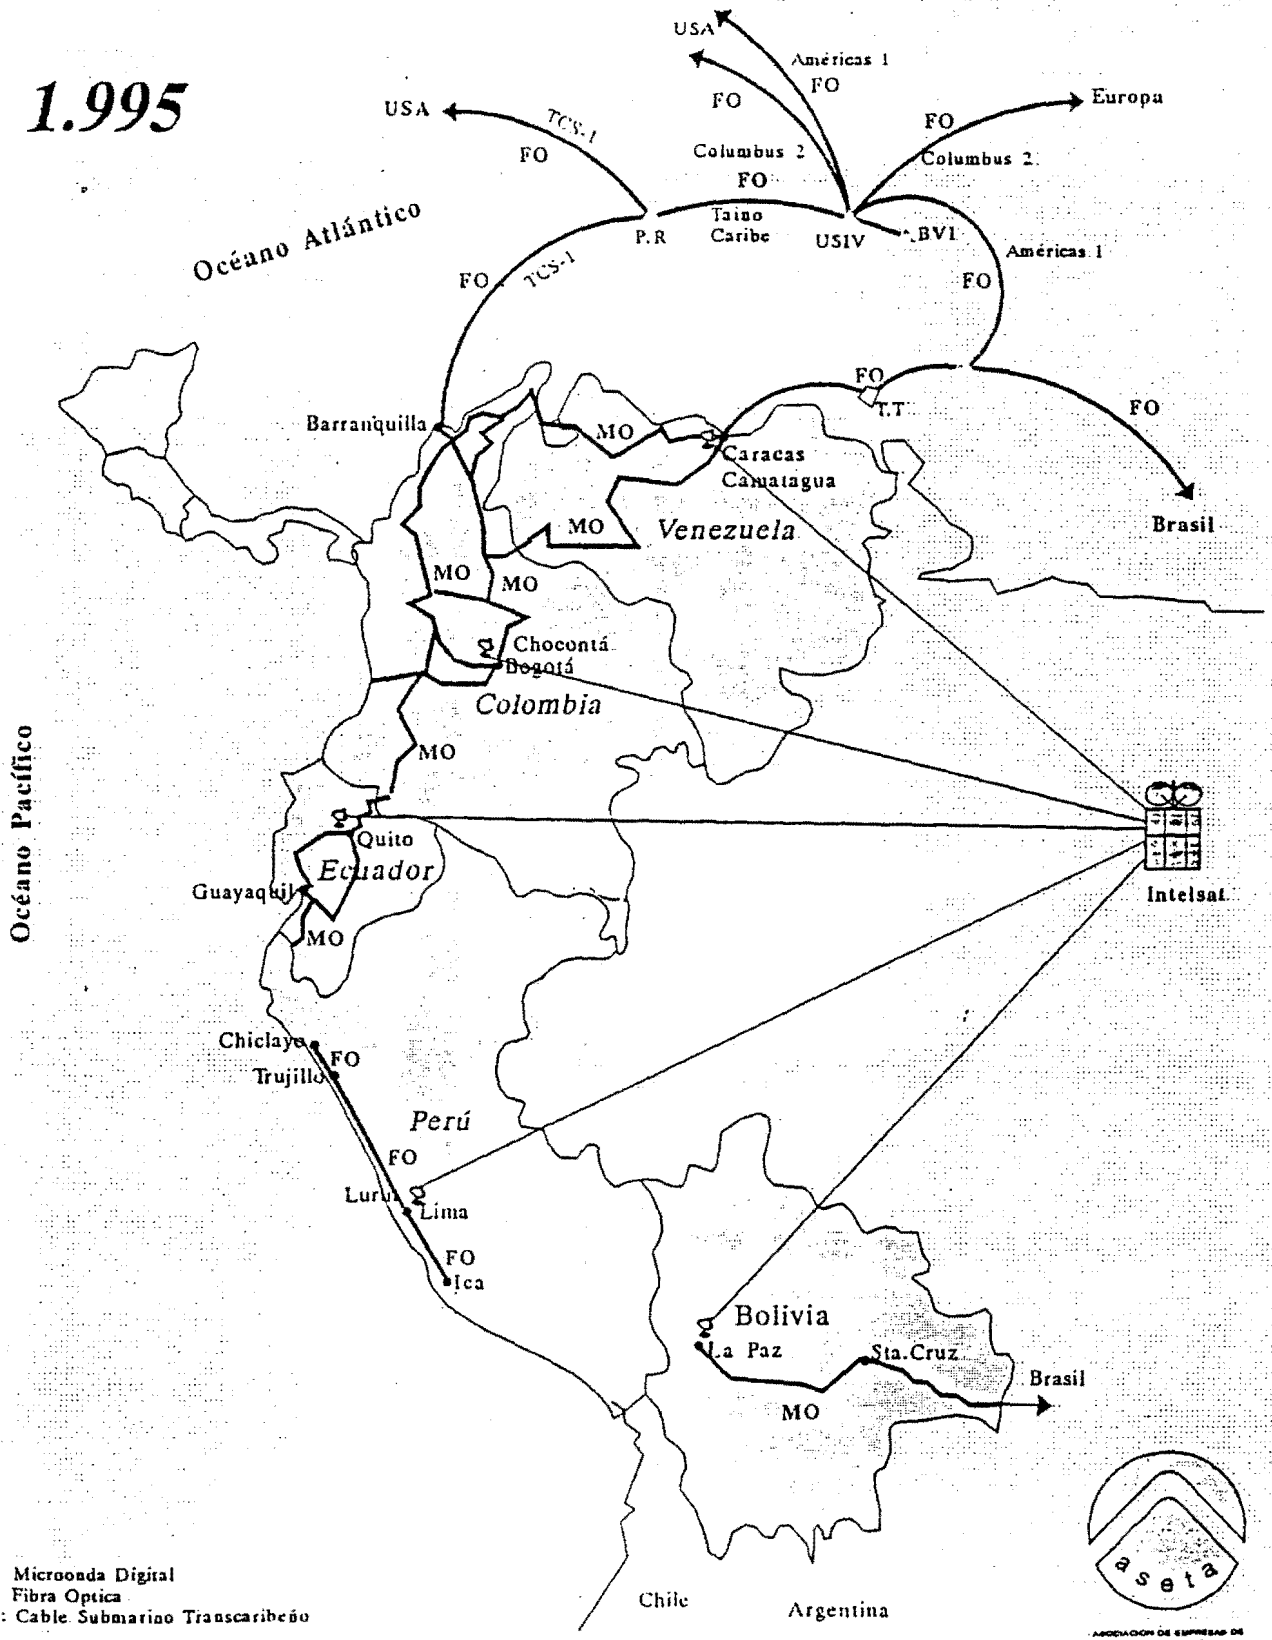 1.995
USA
Américas 1
FO
FO
Europa
FO
Columbus 2
USA
TCS-1
FO
Columbus 2
FO
Taino
Caribe
P.R
USIV
BVI
Américas 1
FO
Océano Atlántico
FO
TCS-1
FO
T.T
FO
Brasil
Barranquilla
MO
Caracas
Camatagua
MO
Venezuela
MO
MO
Chocontá
Bogotá
Colombia
MO
Océano Pacífico
Quito
Ecuador
Guayaquil
MO
Intelsat
Chiclayo
FO
Trujillo
Perú
FO
Lurin
Lima
FO
Ica
Bolivia
La Paz
Sta.Cruz
MO
Brasil
Chile
Argentina
Microonda Digital
Fibra Optica
: Cable Submarino Transcaribeño
aseta
ASOCIACION DE EMPRESAS DE